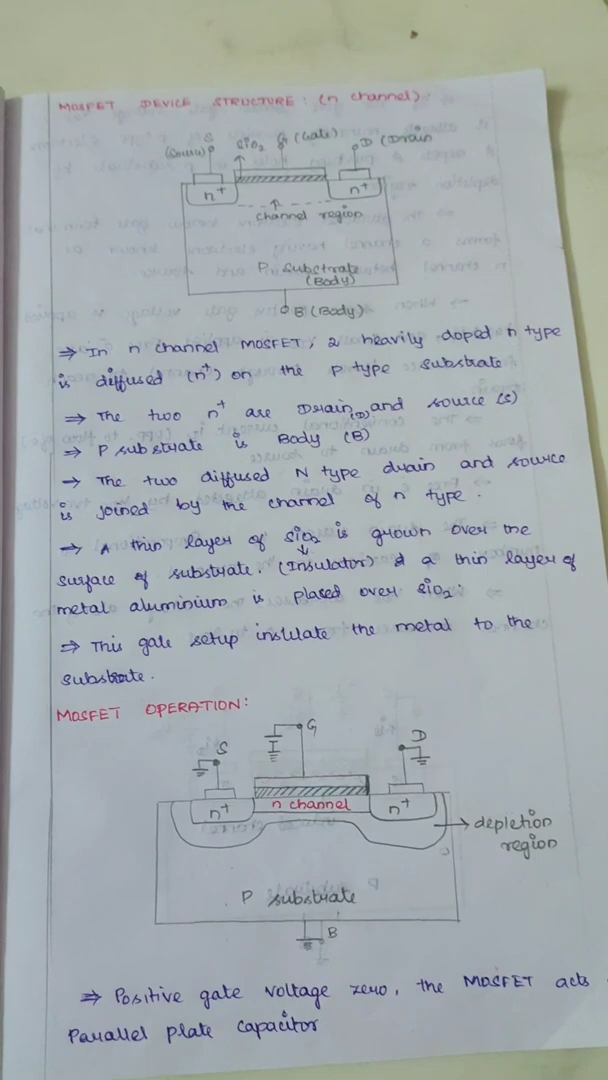 MOSFET DEVICE STRUCTURE: (n channel):
S SiO2 G (Gate) D (Drain
(Source)
n+ n+
channel region
P substrate
(Body)
B (Body)
⇒ In n channel MOSFET, 2 heavily doped n type
is diffused (n+) on the p type substrate
⇒ The two n+ are Drain(D) and source (S)
⇒ P substrate is Body (B)
→ The two diffused N type drain and source
is joined by the channel of n type.
→ A thin layer of SiO2 is grown over the
surface of substrate. (Insulator) & a thin layer of
metal aluminium is plased over SiO2.
⇒ This gate setup insulate the metal to the
substrate.
MOSFET OPERATION:
S G D
n+ n channel n+
→ depletion
region
P substrate
B
⇒ Positive gate voltage zero, the MOSFET acts
Parallel plate capacitor